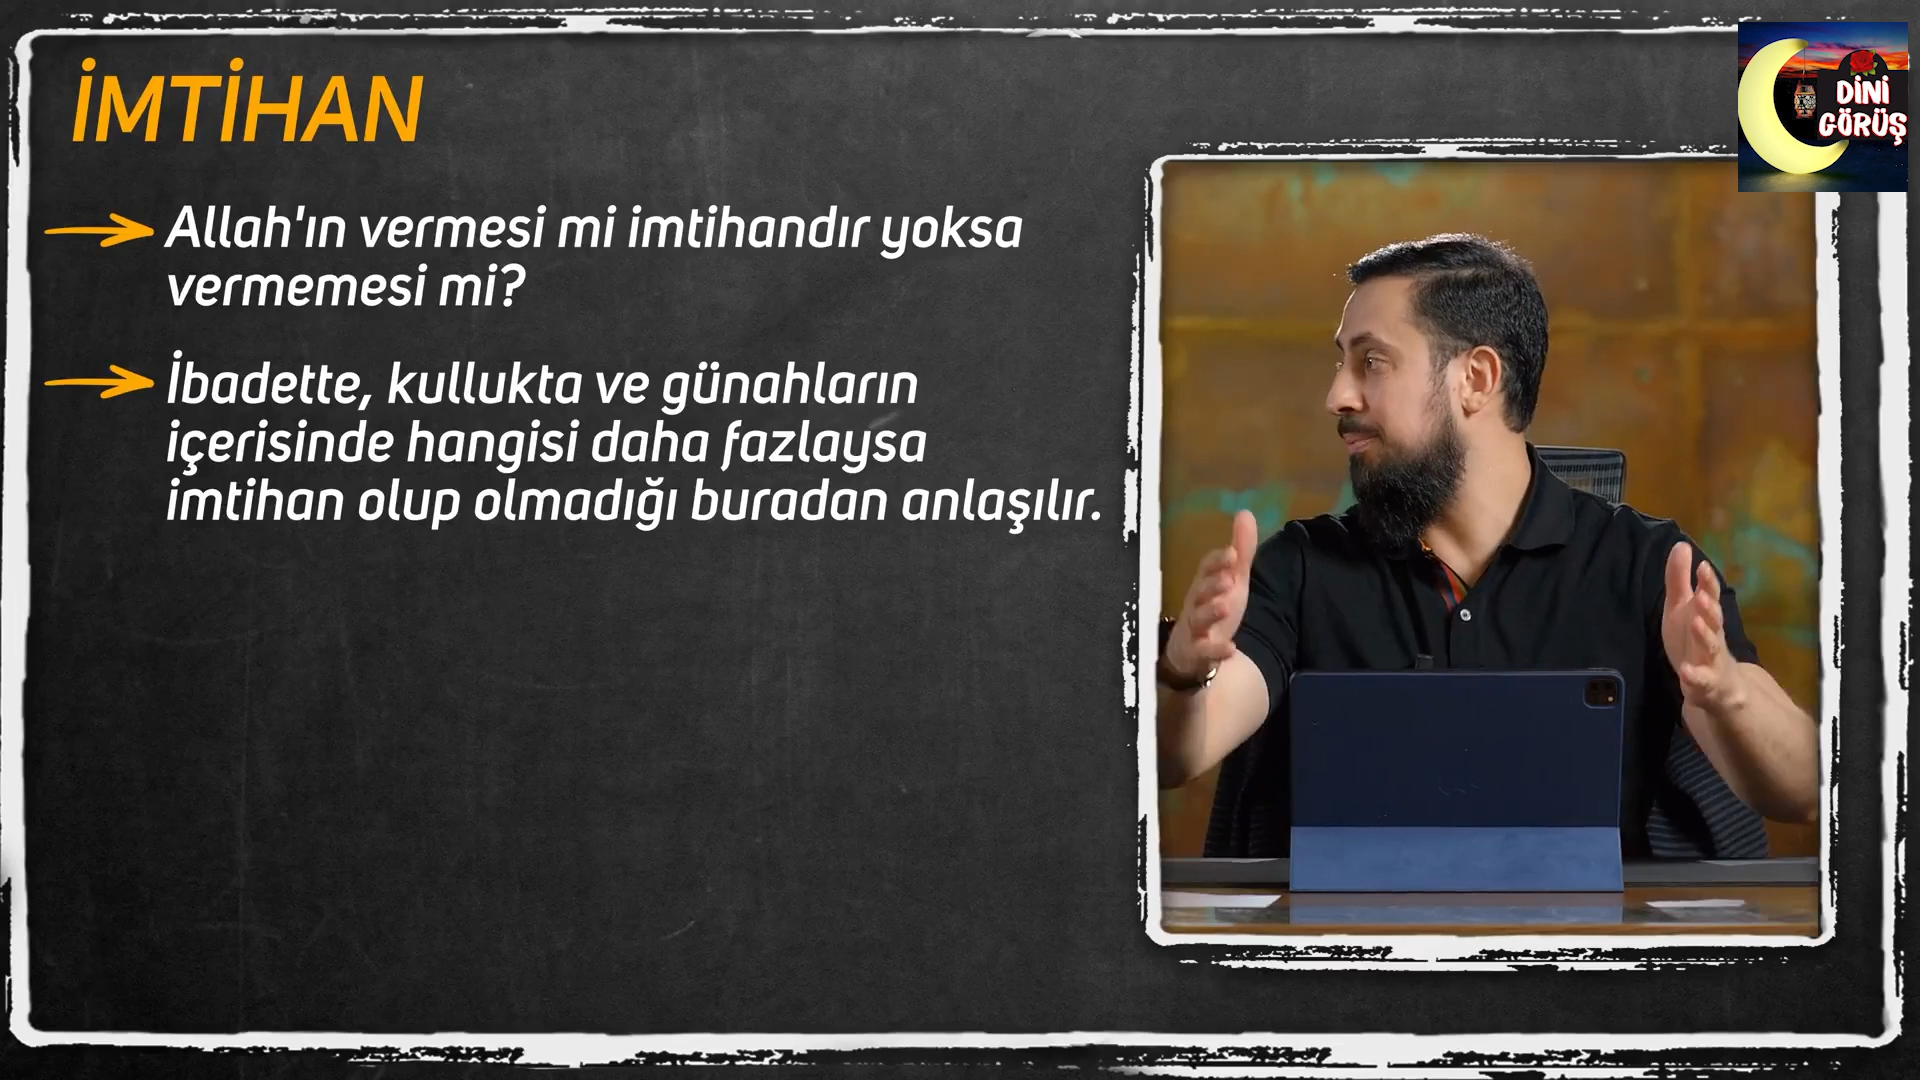 İMTİHAN
Allah'ın vermesi mi imtihandır yoksa
vermemesi mi?
İbadette, kullukta ve günahların
içerisinde hangisi daha fazlaysa
imtihan olup olmadığı buradan anlaşılır.
DİNİ
GÖRÜŞ